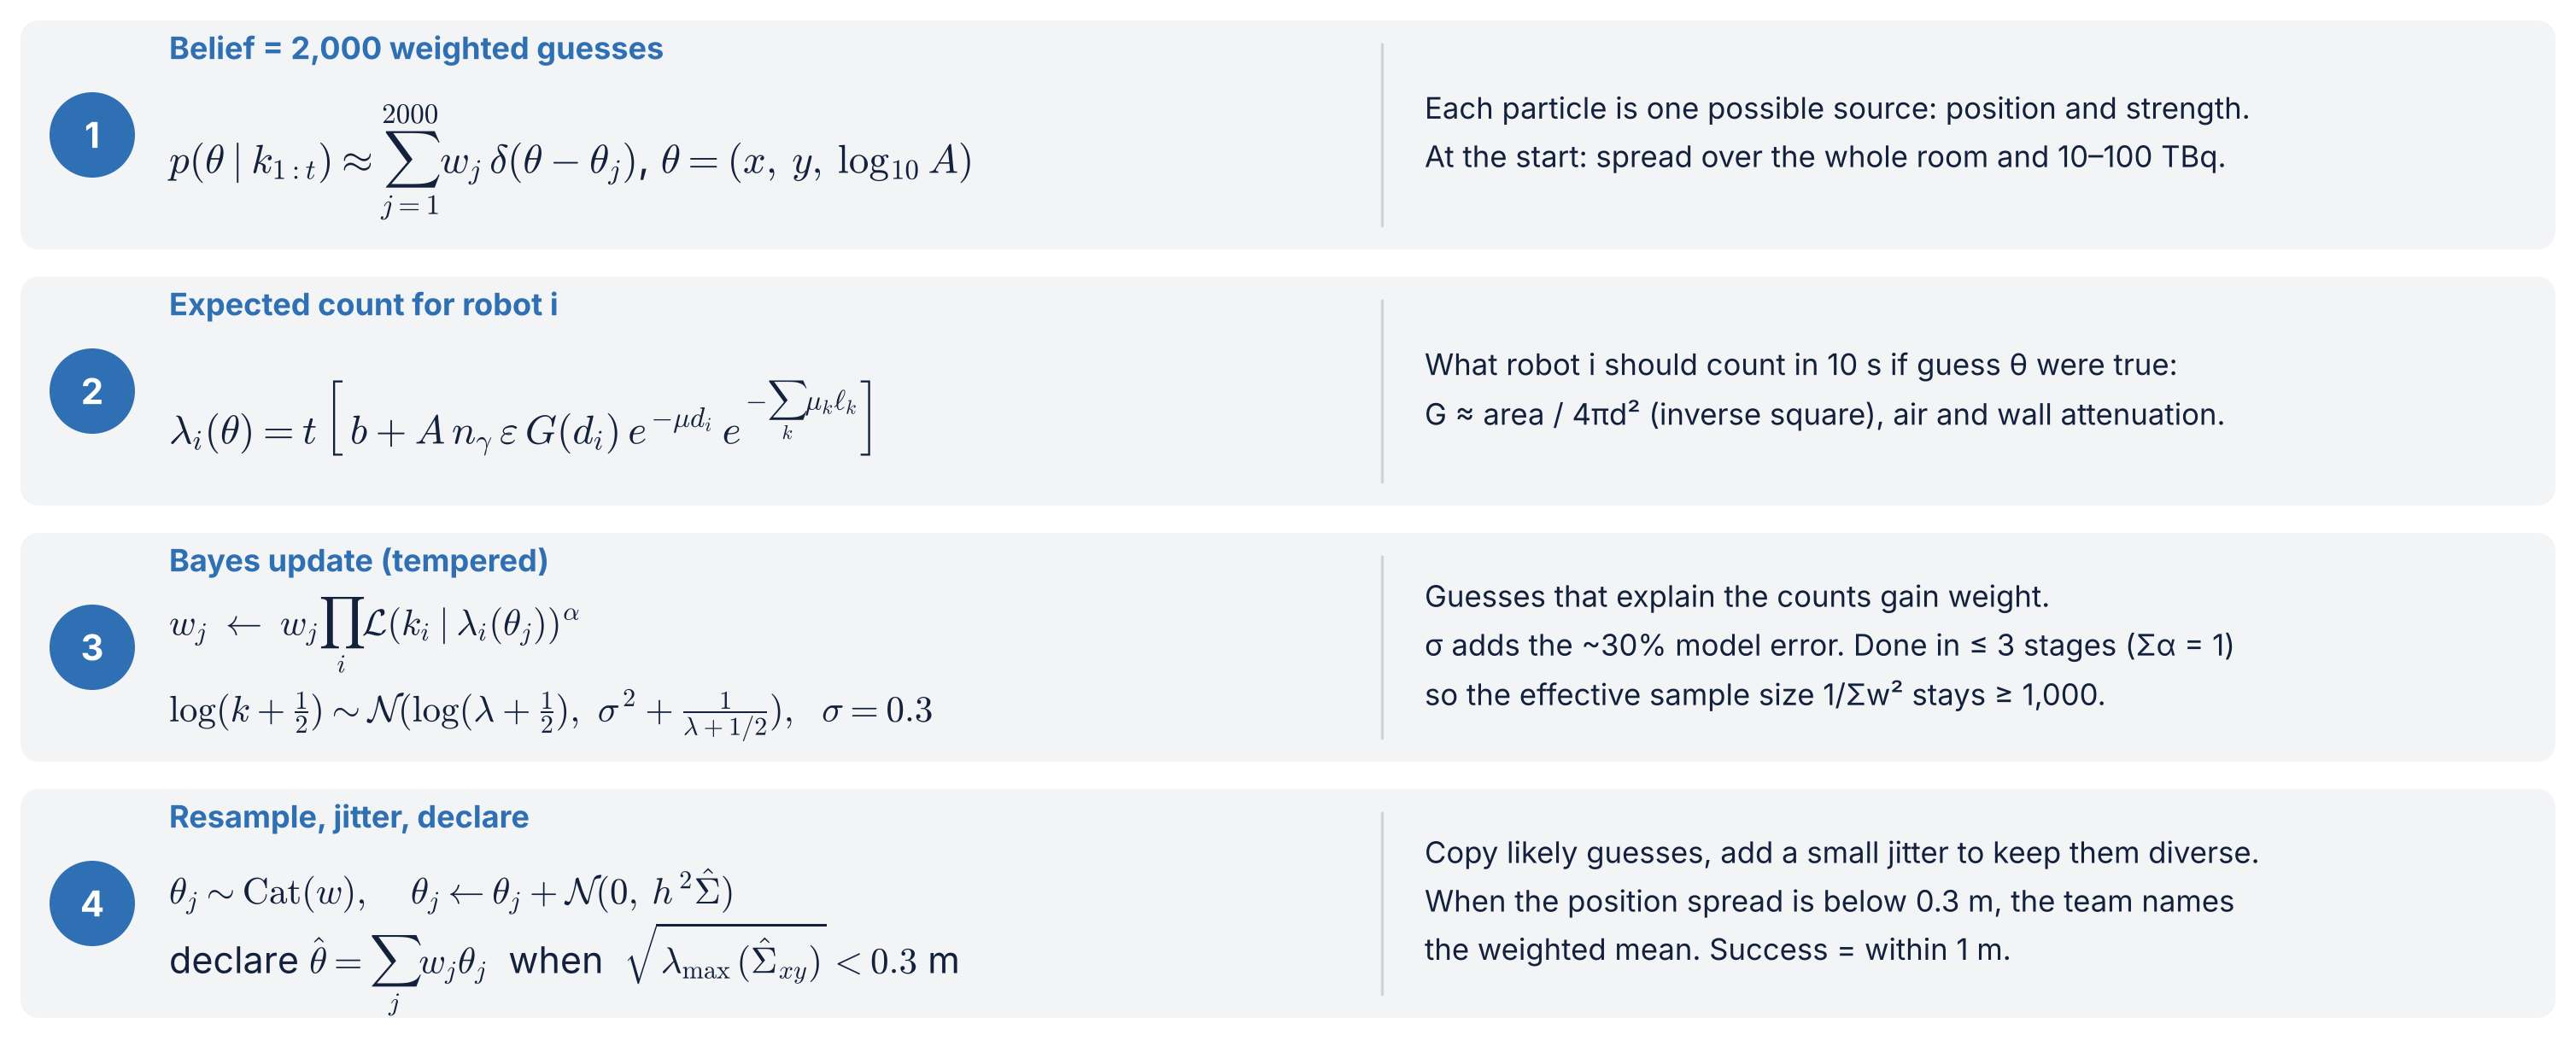 Belief = 2,000 weighted guesses
1
p(θ | k_{1:t}) ≈ ∑_{j=1}^{2000} w_j δ(θ − θ_j), θ = (x, y, log₁₀ A)
Each particle is one possible source: position and strength.
At the start: spread over the whole room and 10–100 TBq.
Expected count for robot i
2
λ_i(θ) = t [ b + A n_γ ε G(d_i) e^{−μd_i} e^{−∑_k μ_k ℓ_k} ]
What robot i should count in 10 s if guess θ were true:
G ≈ area / 4πd² (inverse square), air and wall attenuation.
Bayes update (tempered)
3
w_j ← w_j ∏_i ℒ(k_i | λ_i(θ_j))^α
log(k + 1/2) ~ 𝒩(log(λ + 1/2), σ² + 1/(λ + 1/2)), σ = 0.3
Guesses that explain the counts gain weight.
σ adds the ~30% model error. Done in ≤ 3 stages (Σα = 1)
so the effective sample size 1/Σw² stays ≥ 1,000.
Resample, jitter, declare
4
θ_j ~ Cat(w), θ_j ← θ_j + 𝒩(0, h² Σ̂)
declare θ̂ = ∑_j w_j θ_j when √(λ_max (Σ̂_{xy})) < 0.3 m
Copy likely guesses, add a small jitter to keep them diverse.
When the position spread is below 0.3 m, the team names
the weighted mean. Success = within 1 m.